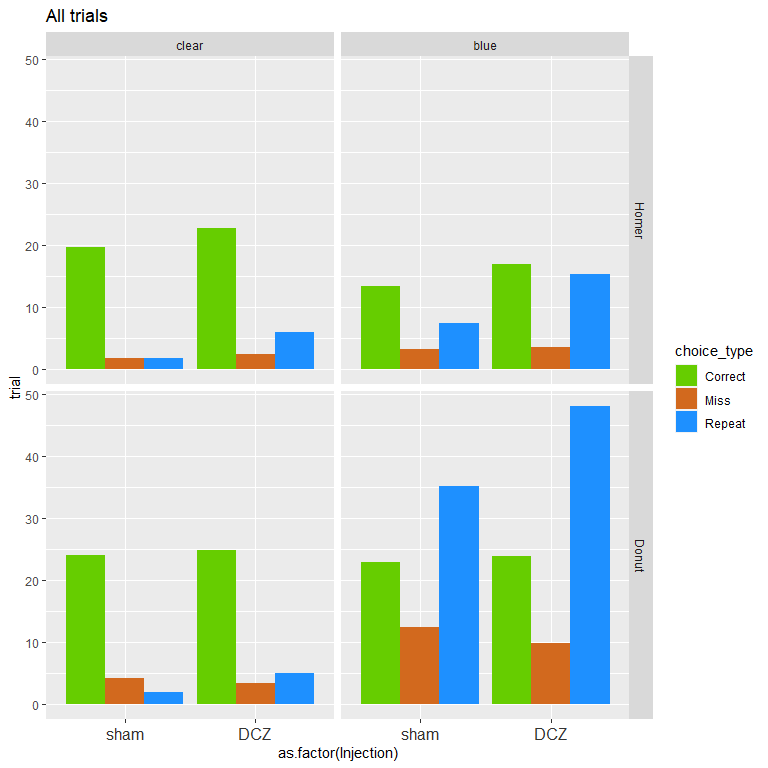 All trials
clear
blue
50
40
30
20
10
0
Homer
trial
50
40
30
20
10
0
Donut
sham
DCZ
sham
DCZ
as.factor(Injection)
choice_type
Correct
Miss
Repeat